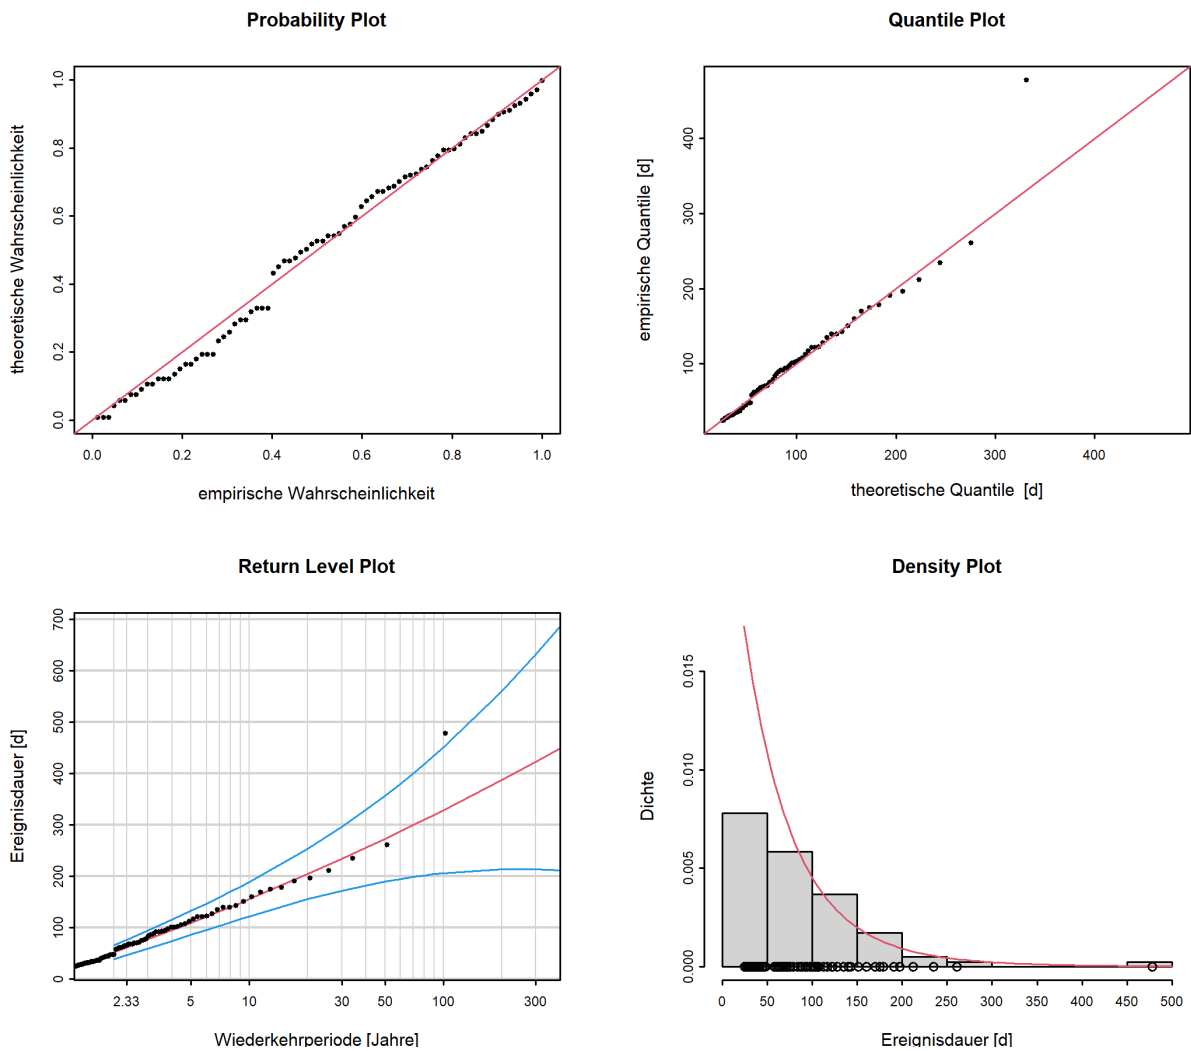 Probability Plot
theoretische Wahrscheinlichkeit
0.0 0.2 0.4 0.6 0.8 1.0
0.0 0.2 0.4 0.6 0.8 1.0
empirische Wahrscheinlichkeit
Quantile Plot
empirische Quantile [d]
100 200 300 400
100 200 300 400
theoretische Quantile [d]
Return Level Plot
Ereignisdauer [d]
0 100 200 300 400 500 600 700
2.33 5 10 30 50 100 300
Wiederkehrperiode [Jahre]
Density Plot
Dichte
0.000 0.005 0.010 0.015
0 50 100 150 200 250 300 350 400 450 500
Ereignisdauer [d]